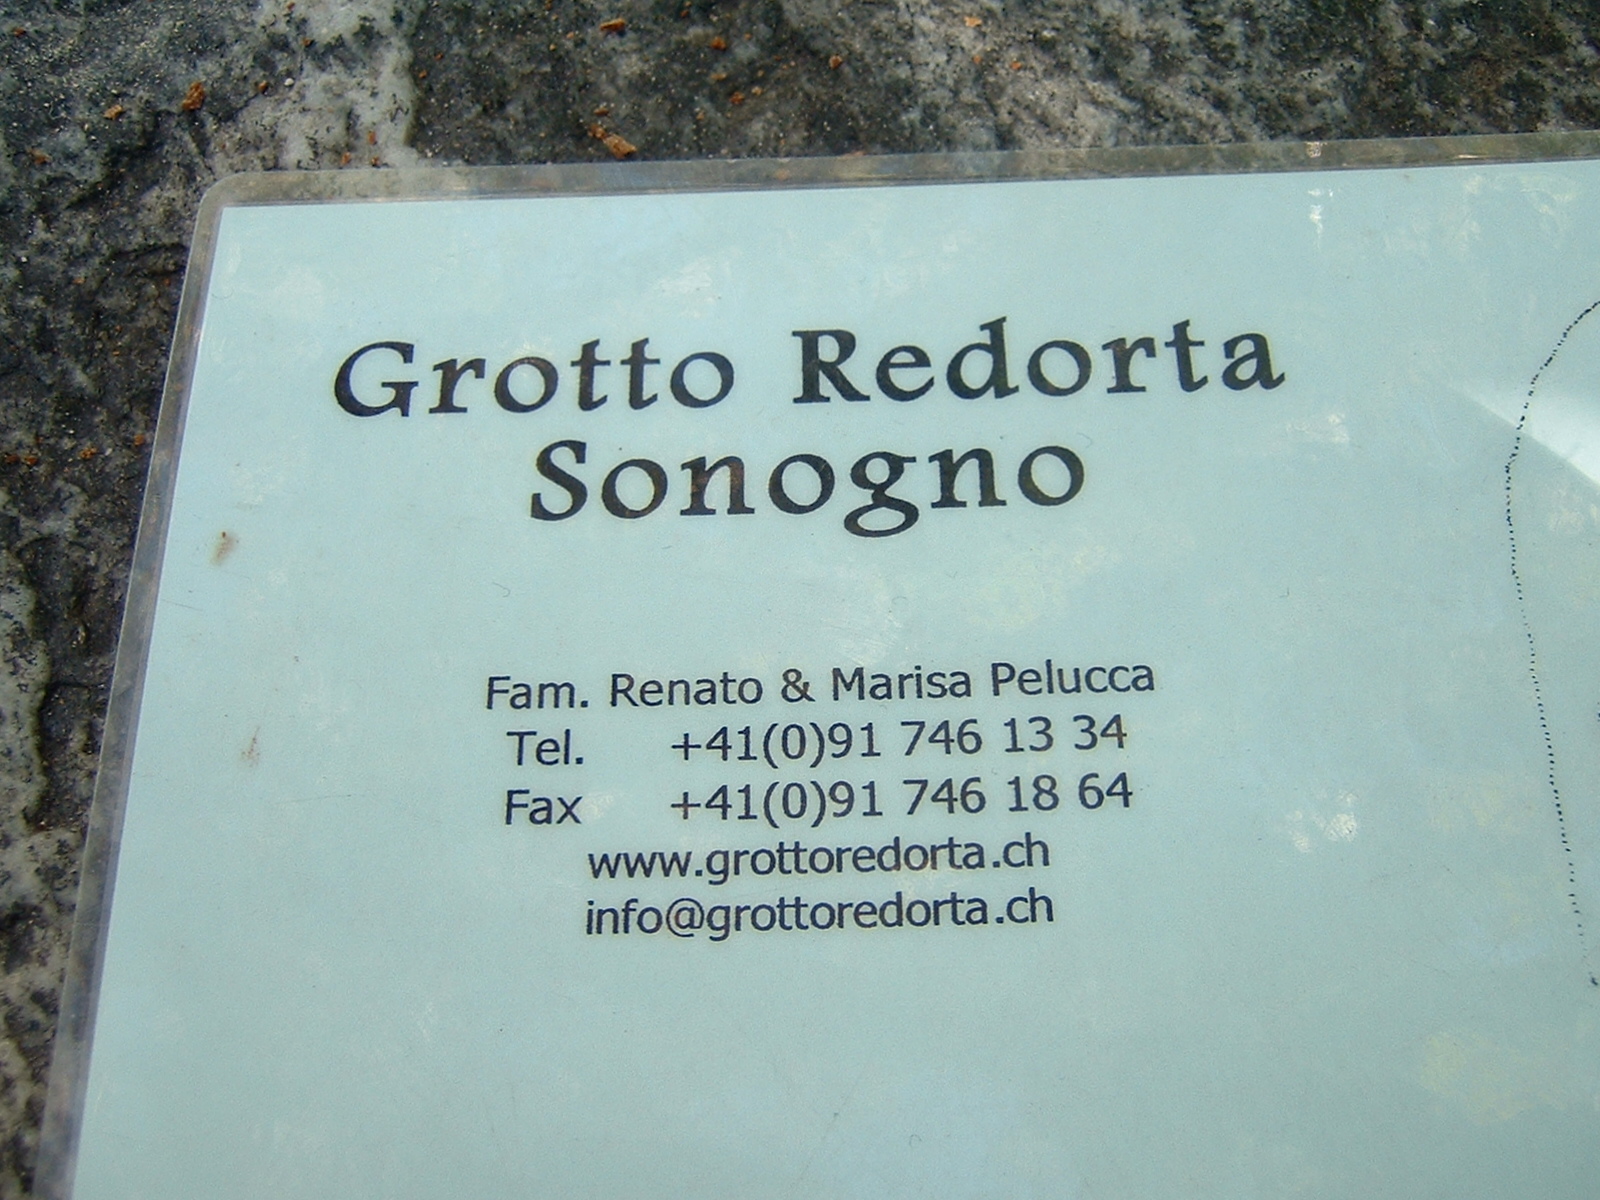 Grotto Redorta
Sonogno
Fam. Renato & Marisa Pelucca
Tel. +41(0)91 746 13 34
Fax +41(0)91 746 18 64
www.grottoredorta.ch
info@grottoredorta.ch